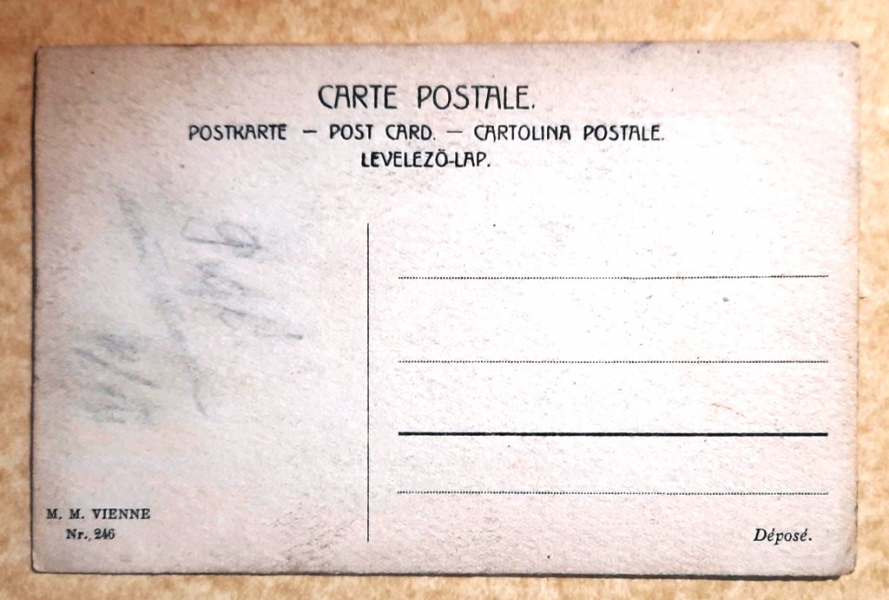 CARTE POSTALE.
POSTKARTE — POST CARD. — CARTOLINA POSTALE.
LEVELEZŐ-LAP.
M. M. VIENNE
Nr. 246
Déposé.